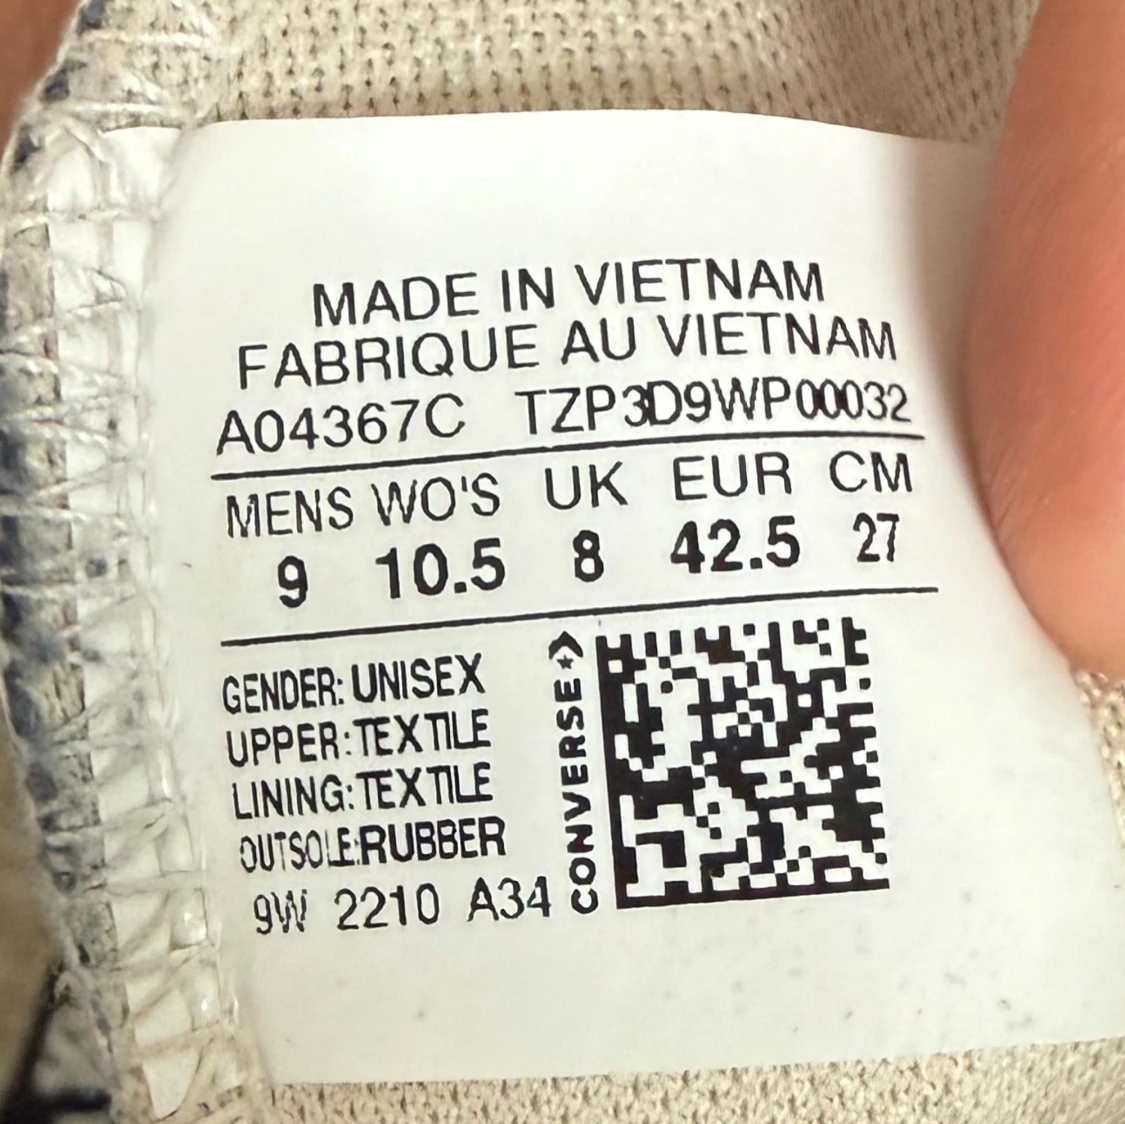 MADE IN VIETNAM
FABRIQUE AU VIETNAM
A04367C TZP3D9WP00032
MENS WO'S UK EUR CM
9 10.5 8 42.5 27
GENDER: UNISEX
UPPER: TEXTILE
LINING: TEXTILE
OUTSOLE: RUBBER
9W 2210 A34
CONVERSE